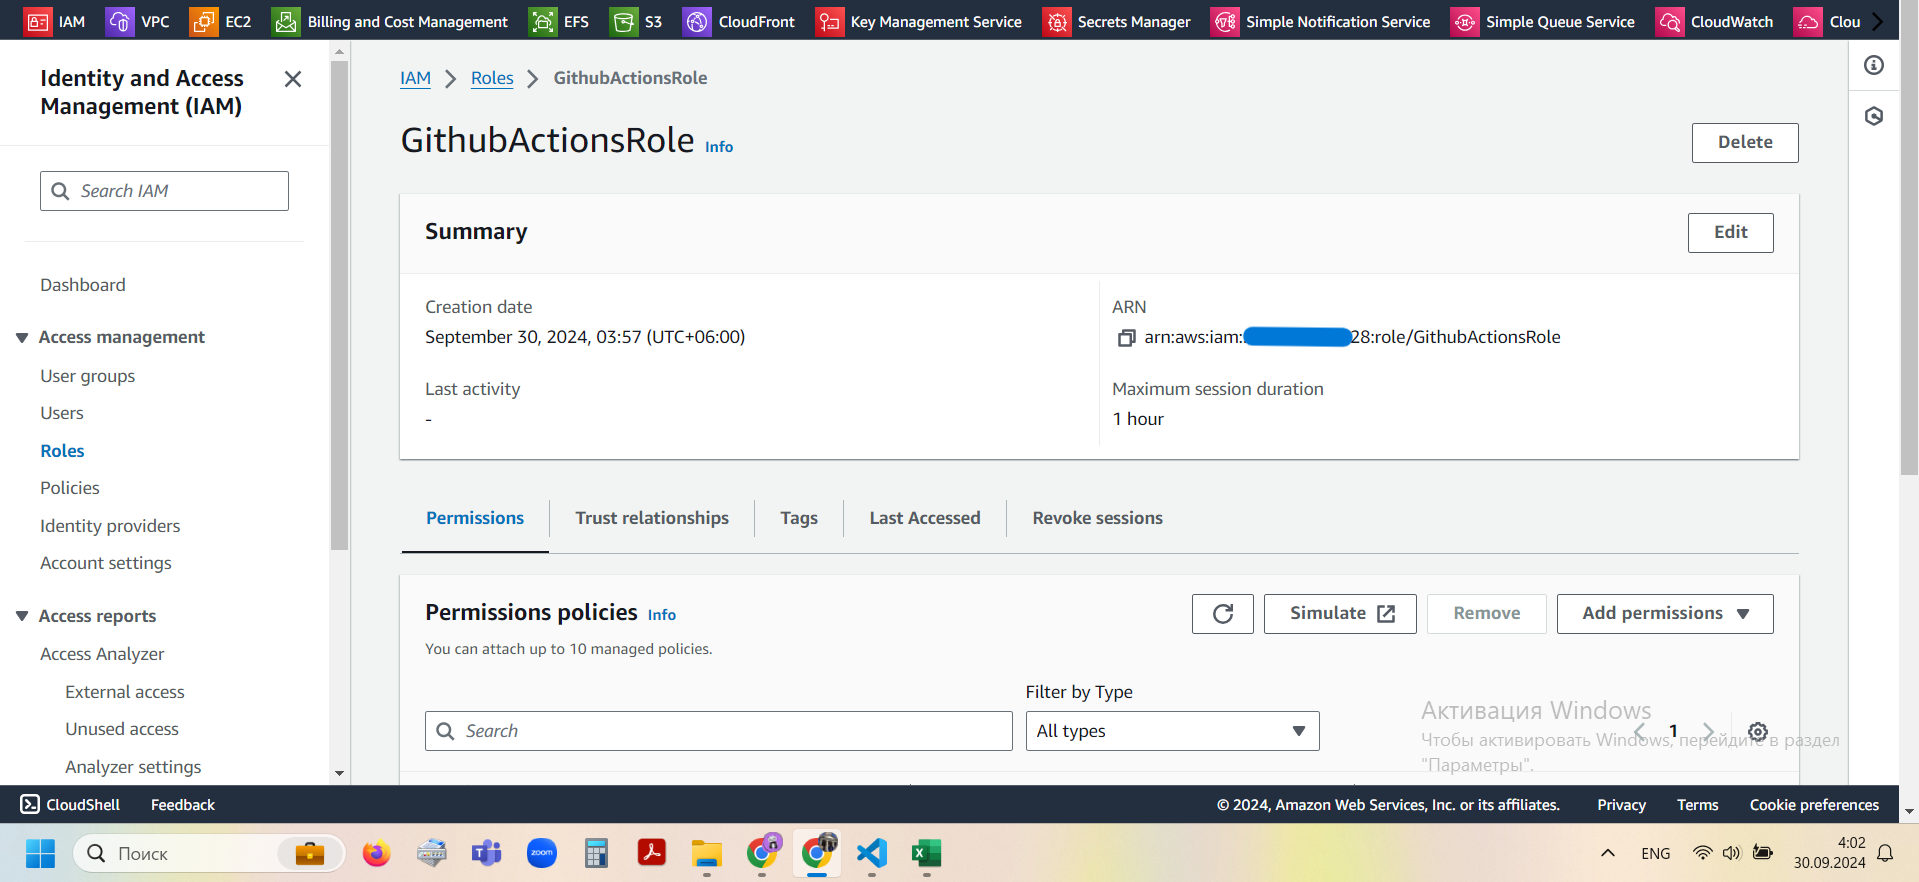 IAM
VPC
EC2
Billing and Cost Management
EFS
S3
CloudFront
Key Management Service
Secrets Manager
Simple Notification Service
Simple Queue Service
CloudWatch
Clou
Identity and Access
Management (IAM)
Search IAM
Dashboard
Access management
User groups
Users
Roles
Policies
Identity providers
Account settings
Access reports
Access Analyzer
External access
Unused access
Analyzer settings
IAM
Roles
GithubActionsRole
GithubActionsRole Info
Delete
Summary
Edit
Creation date
September 30, 2024, 03:57 (UTC+06:00)
ARN
arn:aws:iam: 28:role/GithubActionsRole
Last activity
-
Maximum session duration
1 hour
Permissions
Trust relationships
Tags
Last Accessed
Revoke sessions
Permissions policies Info
You can attach up to 10 managed policies.
Simulate
Remove
Add permissions
Search
Filter by Type
All types
1
Активация Windows
Чтобы активировать Windows, перейдите в раздел
"Параметры".
CloudShell
Feedback
© 2024, Amazon Web Services, Inc. or its affiliates.
Privacy
Terms
Cookie preferences
Поиск
zoom
ENG
4:02
30.09.2024